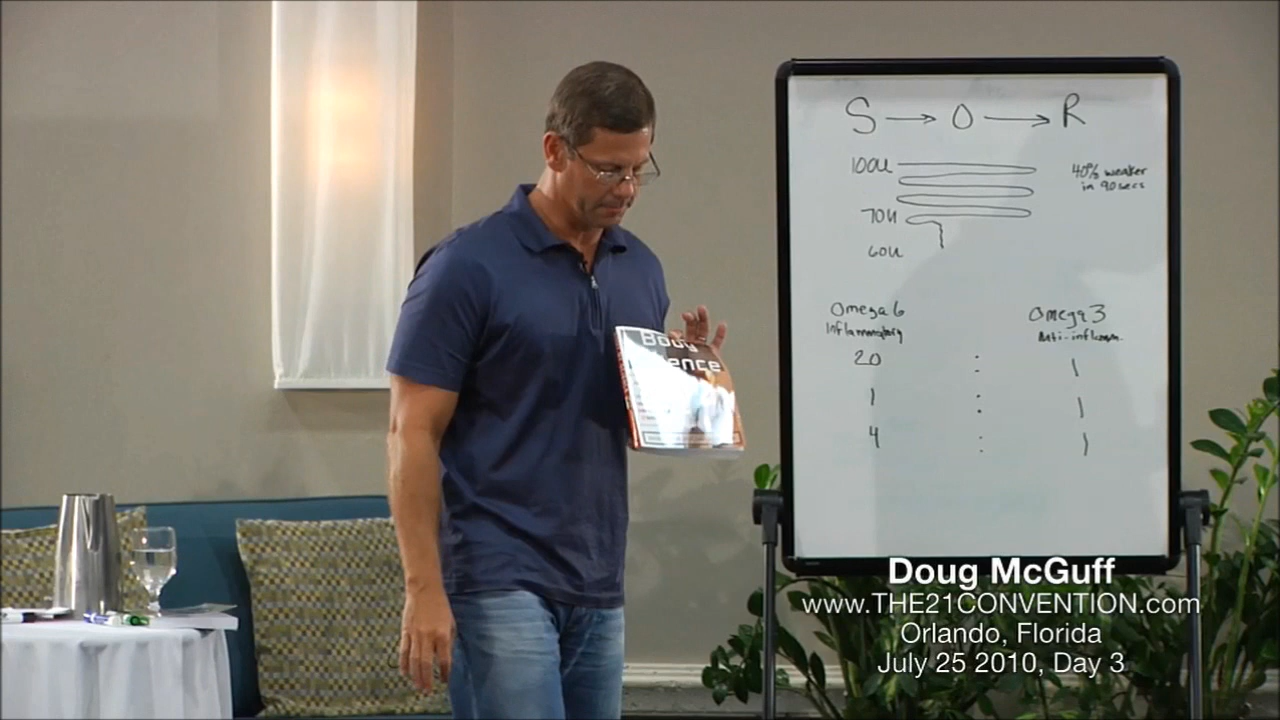 S → O → R
100u
40% weaker
in 90 secs
70u
60u
Omega 6
Inflammatory
Omega 3
Anti-inflamm.
20 : 1
1 : 1
4 : 1
Body
Doug McGuff
www.THE21CONVENTION.com
Orlando, Florida
July 25 2010, Day 3